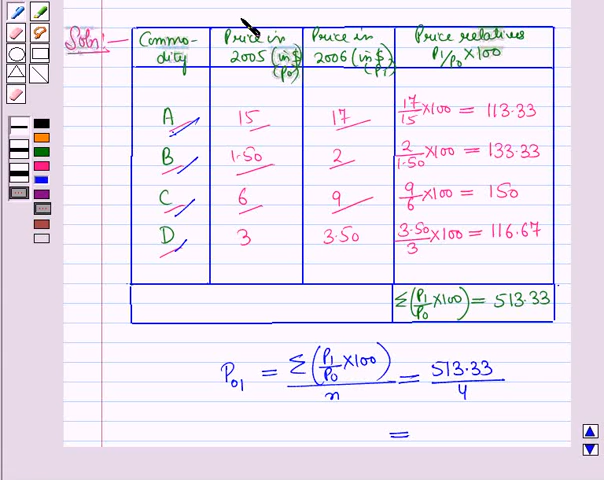 Soln:-
Commo-dity | Price in 2005 (in $) (P0) | Price in 2006 (in $) (P1) | Price relatives P1/P0 ×100
A | 15 | 17 | 17/15 ×100 = 113.33
B | 1.50 | 2 | 2/1.50 ×100 = 133.33
C | 6 | 9 | 9/6 ×100 = 150
D | 3 | 3.50 | 3.50/3 ×100 = 116.67
Σ(P1/P0 ×100) = 513.33
P01 = Σ(P1/P0 ×100)/n = 513.33/4
=